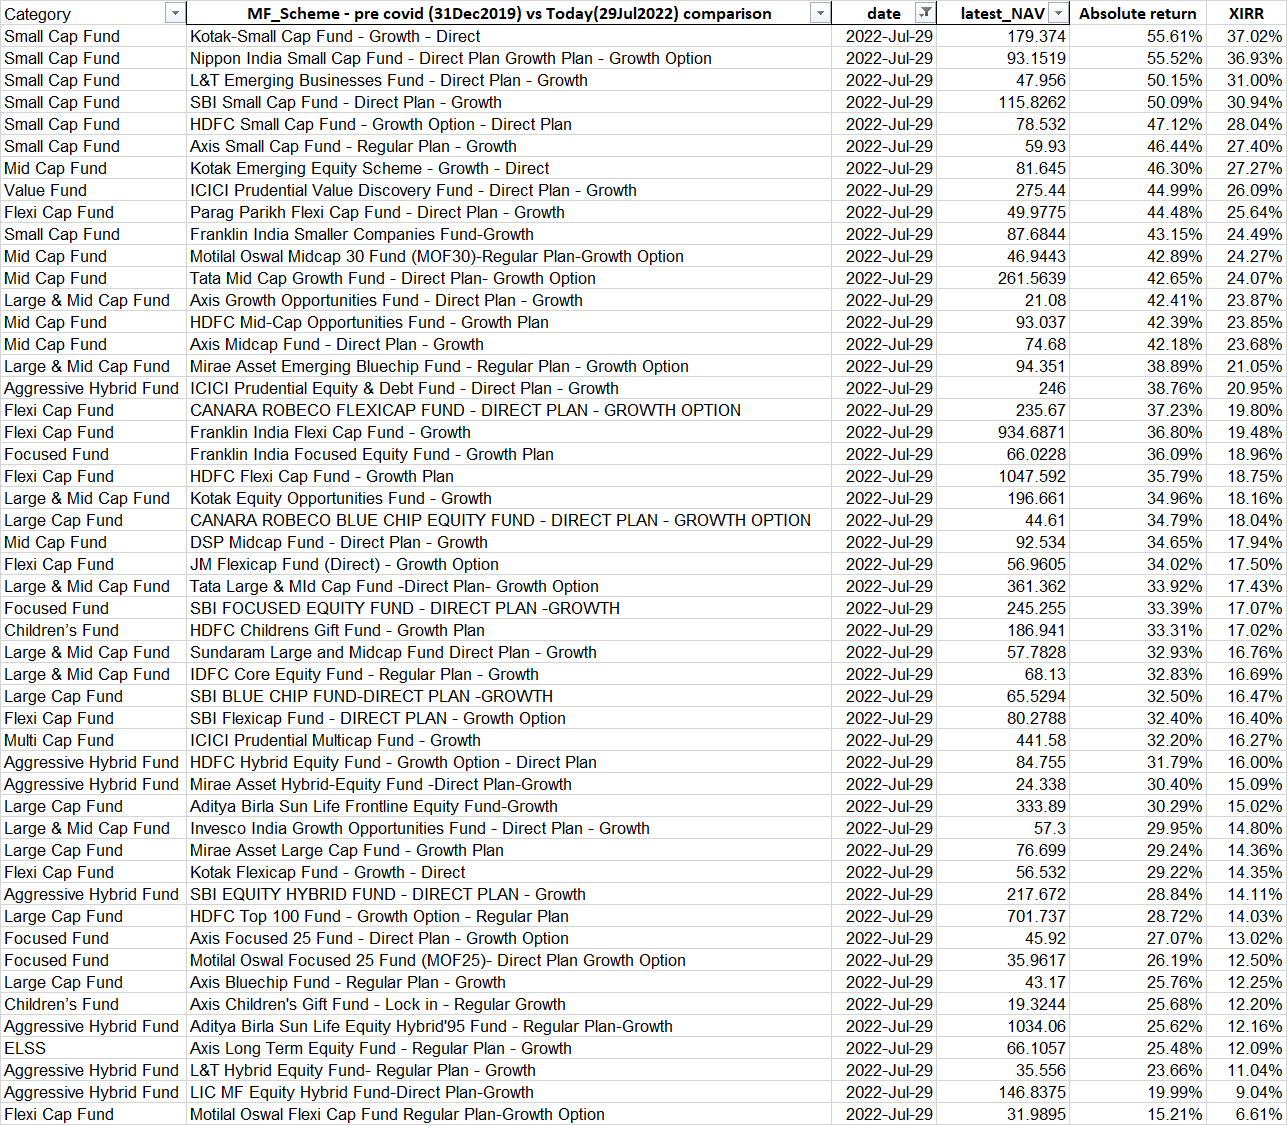 Category MF_Scheme - pre covid (31Dec2019) vs Today(29Jul2022) comparison date latest_NAV Absolute return XIRR
Small Cap Fund Kotak-Small Cap Fund - Growth - Direct 2022-Jul-29 179.374 55.61% 37.02%
Small Cap Fund Nippon India Small Cap Fund - Direct Plan Growth Plan - Growth Option 2022-Jul-29 93.1519 55.52% 36.93%
Small Cap Fund L&T Emerging Businesses Fund - Direct Plan - Growth 2022-Jul-29 47.956 50.15% 31.00%
Small Cap Fund SBI Small Cap Fund - Direct Plan - Growth 2022-Jul-29 115.8262 50.09% 30.94%
Small Cap Fund HDFC Small Cap Fund - Growth Option - Direct Plan 2022-Jul-29 78.532 47.12% 28.04%
Small Cap Fund Axis Small Cap Fund - Regular Plan - Growth 2022-Jul-29 59.93 46.44% 27.40%
Mid Cap Fund Kotak Emerging Equity Scheme - Growth - Direct 2022-Jul-29 81.645 46.30% 27.27%
Value Fund ICICI Prudential Value Discovery Fund - Direct Plan - Growth 2022-Jul-29 275.44 44.99% 26.09%
Flexi Cap Fund Parag Parikh Flexi Cap Fund - Direct Plan - Growth 2022-Jul-29 49.9775 44.48% 25.64%
Small Cap Fund Franklin India Smaller Companies Fund-Growth 2022-Jul-29 87.6844 43.15% 24.49%
Mid Cap Fund Motilal Oswal Midcap 30 Fund (MOF30)-Regular Plan-Growth Option 2022-Jul-29 46.9443 42.89% 24.27%
Mid Cap Fund Tata Mid Cap Growth Fund - Direct Plan- Growth Option 2022-Jul-29 261.5639 42.65% 24.07%
Large & Mid Cap Fund Axis Growth Opportunities Fund - Direct Plan - Growth 2022-Jul-29 21.08 42.41% 23.87%
Mid Cap Fund HDFC Mid-Cap Opportunities Fund - Growth Plan 2022-Jul-29 93.037 42.39% 23.85%
Mid Cap Fund Axis Midcap Fund - Direct Plan - Growth 2022-Jul-29 74.68 42.18% 23.68%
Large & Mid Cap Fund Mirae Asset Emerging Bluechip Fund - Regular Plan - Growth Option 2022-Jul-29 94.351 38.89% 21.05%
Aggressive Hybrid Fund ICICI Prudential Equity & Debt Fund - Direct Plan - Growth 2022-Jul-29 246 38.76% 20.95%
Flexi Cap Fund CANARA ROBECO FLEXICAP FUND - DIRECT PLAN - GROWTH OPTION 2022-Jul-29 235.67 37.23% 19.80%
Flexi Cap Fund Franklin India Flexi Cap Fund - Growth 2022-Jul-29 934.6871 36.80% 19.48%
Focused Fund Franklin India Focused Equity Fund - Growth Plan 2022-Jul-29 66.0228 36.09% 18.96%
Flexi Cap Fund HDFC Flexi Cap Fund - Growth Plan 2022-Jul-29 1047.592 35.79% 18.75%
Large & Mid Cap Fund Kotak Equity Opportunities Fund - Growth 2022-Jul-29 196.661 34.96% 18.16%
Large Cap Fund CANARA ROBECO BLUE CHIP EQUITY FUND - DIRECT PLAN - GROWTH OPTION 2022-Jul-29 44.61 34.79% 18.04%
Mid Cap Fund DSP Midcap Fund - Direct Plan - Growth 2022-Jul-29 92.534 34.65% 17.94%
Flexi Cap Fund JM Flexicap Fund (Direct) - Growth Option 2022-Jul-29 56.9605 34.02% 17.50%
Large & Mid Cap Fund Tata Large & MId Cap Fund -Direct Plan- Growth Option 2022-Jul-29 361.362 33.92% 17.43%
Focused Fund SBI FOCUSED EQUITY FUND - DIRECT PLAN -GROWTH 2022-Jul-29 245.255 33.39% 17.07%
Children’s Fund HDFC Childrens Gift Fund - Growth Plan 2022-Jul-29 186.941 33.31% 17.02%
Large & Mid Cap Fund Sundaram Large and Midcap Fund Direct Plan - Growth 2022-Jul-29 57.7828 32.93% 16.76%
Large & Mid Cap Fund IDFC Core Equity Fund - Regular Plan - Growth 2022-Jul-29 68.13 32.83% 16.69%
Large Cap Fund SBI BLUE CHIP FUND-DIRECT PLAN -GROWTH 2022-Jul-29 65.5294 32.50% 16.47%
Flexi Cap Fund SBI Flexicap Fund - DIRECT PLAN - Growth Option 2022-Jul-29 80.2788 32.40% 16.40%
Multi Cap Fund ICICI Prudential Multicap Fund - Growth 2022-Jul-29 441.58 32.20% 16.27%
Aggressive Hybrid Fund HDFC Hybrid Equity Fund - Growth Option - Direct Plan 2022-Jul-29 84.755 31.79% 16.00%
Aggressive Hybrid Fund Mirae Asset Hybrid-Equity Fund -Direct Plan-Growth 2022-Jul-29 24.338 30.40% 15.09%
Large Cap Fund Aditya Birla Sun Life Frontline Equity Fund-Growth 2022-Jul-29 333.89 30.29% 15.02%
Large & Mid Cap Fund Invesco India Growth Opportunities Fund - Direct Plan - Growth 2022-Jul-29 57.3 29.95% 14.80%
Large Cap Fund Mirae Asset Large Cap Fund - Growth Plan 2022-Jul-29 76.699 29.24% 14.36%
Flexi Cap Fund Kotak Flexicap Fund - Growth - Direct 2022-Jul-29 56.532 29.22% 14.35%
Aggressive Hybrid Fund SBI EQUITY HYBRID FUND - DIRECT PLAN - Growth 2022-Jul-29 217.672 28.84% 14.11%
Large Cap Fund HDFC Top 100 Fund - Growth Option - Regular Plan 2022-Jul-29 701.737 28.72% 14.03%
Focused Fund Axis Focused 25 Fund - Direct Plan - Growth Option 2022-Jul-29 45.92 27.07% 13.02%
Focused Fund Motilal Oswal Focused 25 Fund (MOF25)- Direct Plan Growth Option 2022-Jul-29 35.9617 26.19% 12.50%
Large Cap Fund Axis Bluechip Fund - Regular Plan - Growth 2022-Jul-29 43.17 25.76% 12.25%
Children’s Fund Axis Children's Gift Fund - Lock in - Regular Growth 2022-Jul-29 19.3244 25.68% 12.20%
Aggressive Hybrid Fund Aditya Birla Sun Life Equity Hybrid'95 Fund - Regular Plan-Growth 2022-Jul-29 1034.06 25.62% 12.16%
ELSS Axis Long Term Equity Fund - Regular Plan - Growth 2022-Jul-29 66.1057 25.48% 12.09%
Aggressive Hybrid Fund L&T Hybrid Equity Fund- Regular Plan - Growth 2022-Jul-29 35.556 23.66% 11.04%
Aggressive Hybrid Fund LIC MF Equity Hybrid Fund-Direct Plan-Growth 2022-Jul-29 146.8375 19.99% 9.04%
Flexi Cap Fund Motilal Oswal Flexi Cap Fund Regular Plan-Growth Option 2022-Jul-29 31.9895 15.21% 6.61%